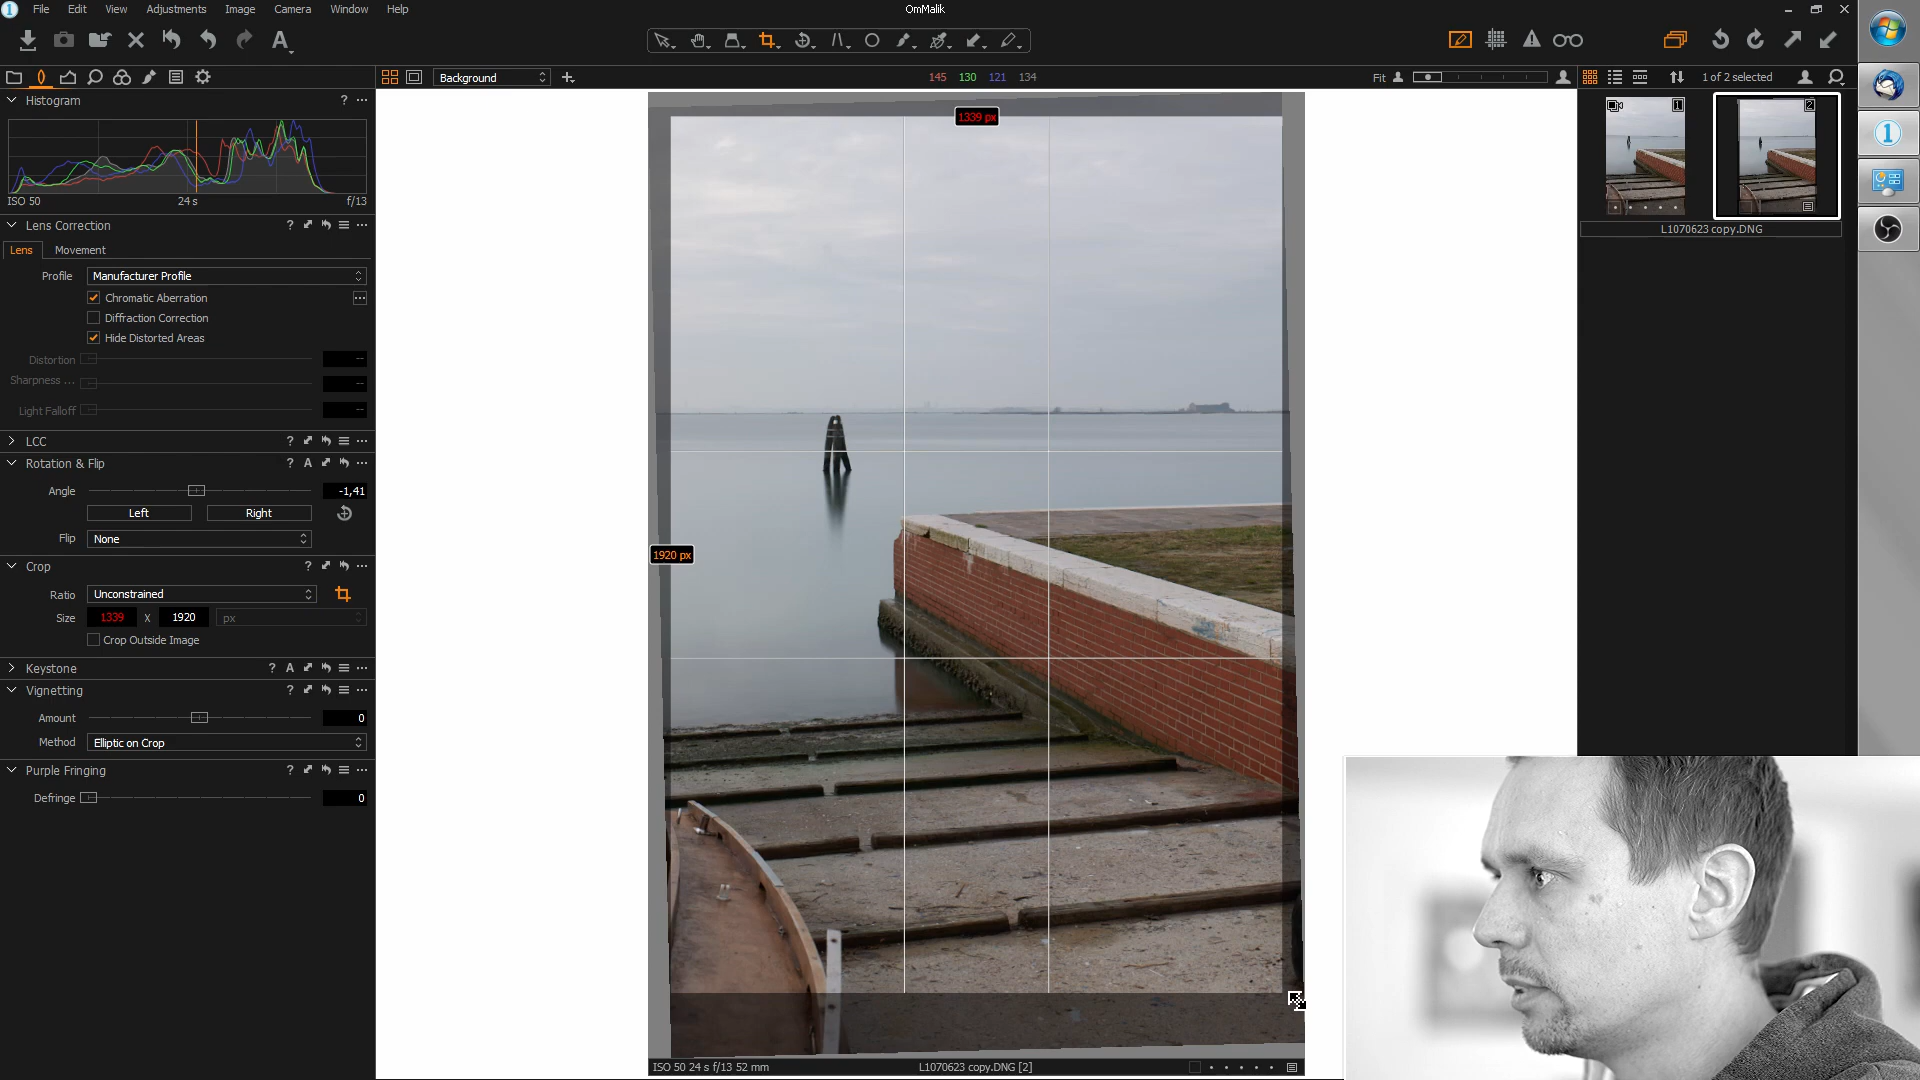 File Edit View Adjustments Image Camera Window Help
OmMalik
Background
145 130 121 134
Fit
1 of 2 selected
Histogram
ISO 50 24 s f/13
Lens Correction
Lens Movement
Profile Manufacturer Profile
Chromatic Aberration
Diffraction Correction
Hide Distorted Areas
Distortion --
Sharpness ... --
Light Falloff --
LCC
Rotation & Flip
Angle -1,41
Left Right
Flip None
Crop
Ratio Unconstrained
Size 1339 X 1920 px
Crop Outside Image
Keystone
Vignetting
Amount 0
Method Elliptic on Crop
Purple Fringing
Defringe 0
1339 px
1920 px
ISO 50 24 s f/13 52 mm
L1070623 copy.DNG [2]
1
2
L1070623 copy.DNG